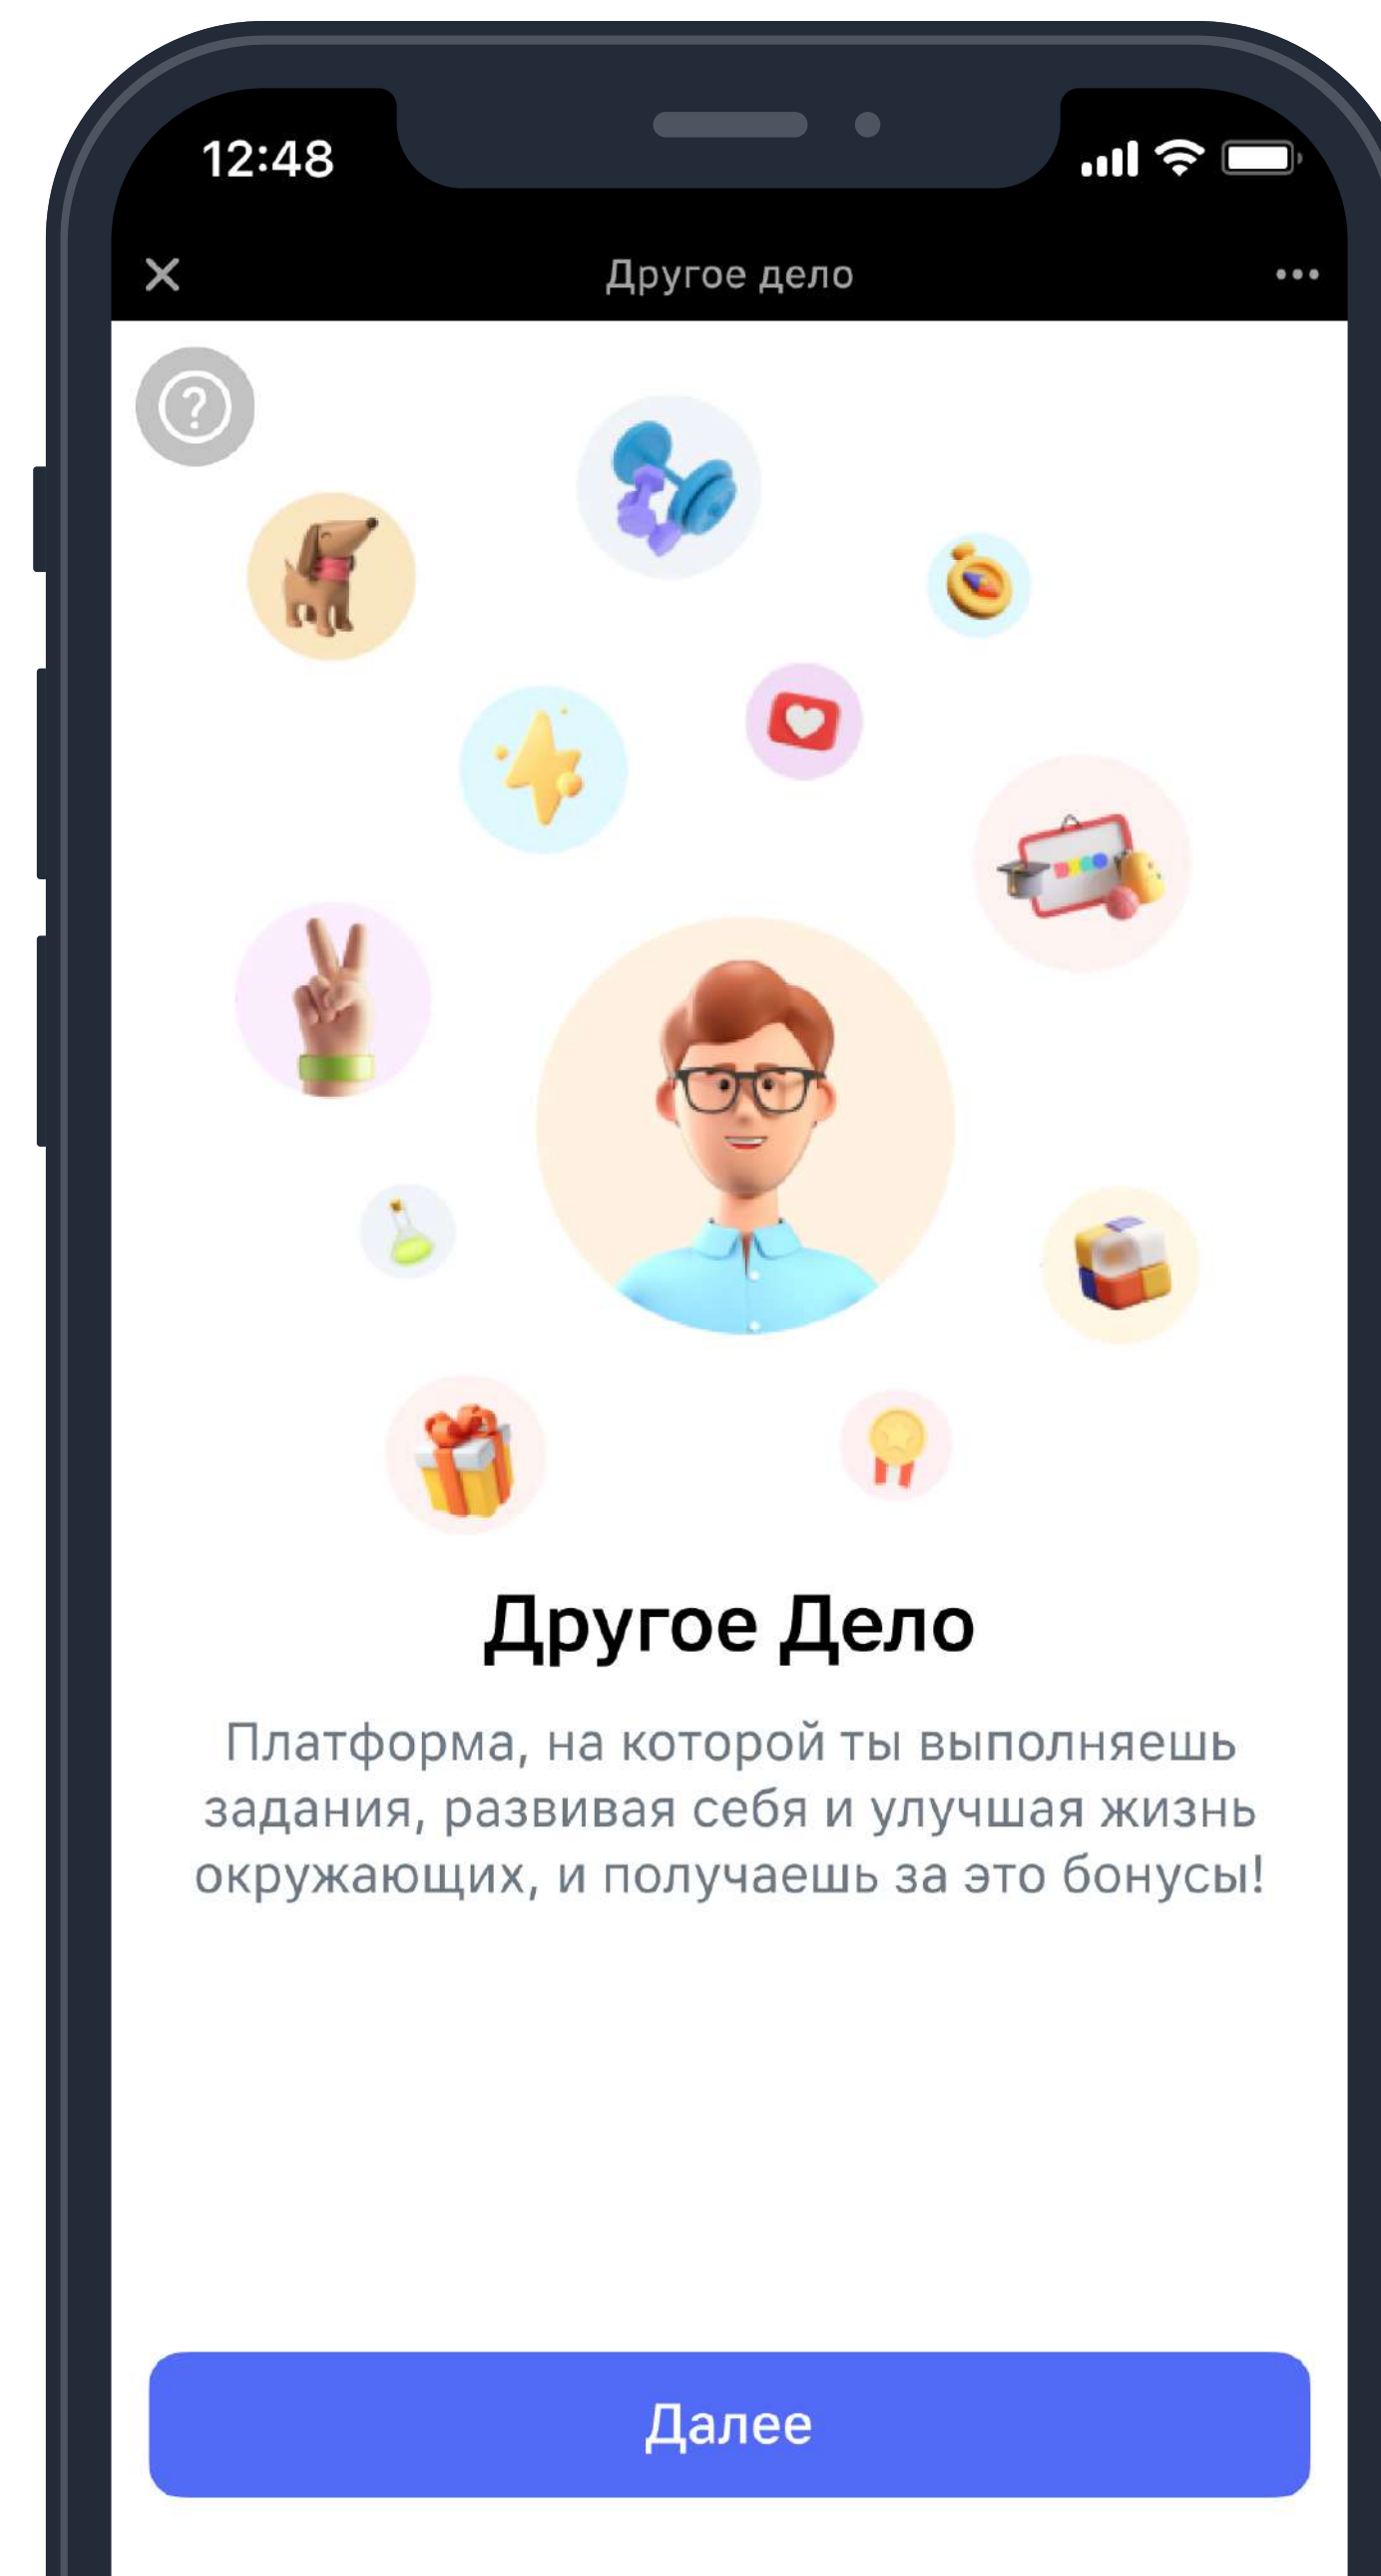 12:48
Другое дело
?
Другое Дело
Платформа, на которой ты выполняешь
задания, развивая себя и улучшая жизнь
окружающих, и получаешь за это бонусы!
Далее